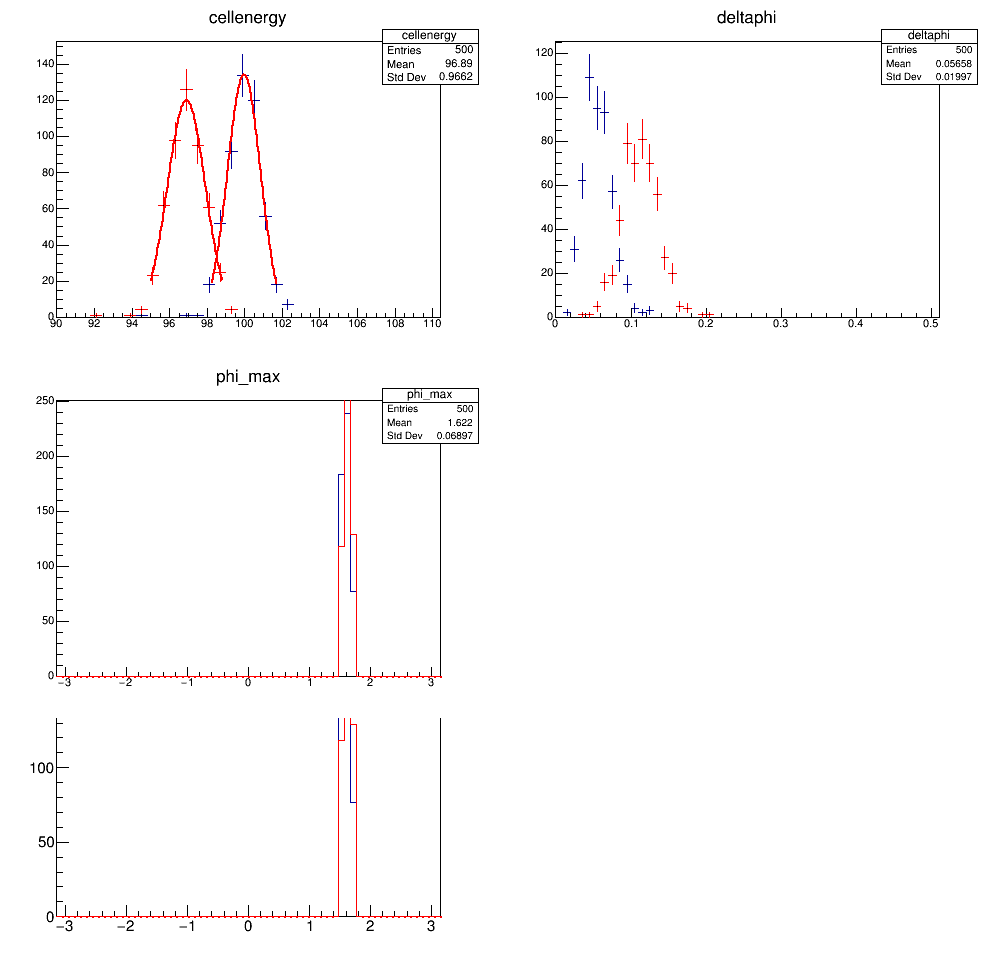 cellenergy
cellenergy
Entries 500
Mean 96.89
Std Dev 0.9662
140
120
100
80
60
40
20
0
90 92 94 96 98 100 102 104 106 108 110
deltaphi
deltaphi
Entries 500
Mean 0.05658
Std Dev 0.01997
120
100
80
60
40
20
0
0 0.1 0.2 0.3 0.4 0.5
phi_max
phi_max
Entries 500
Mean 1.622
Std Dev 0.06897
250
200
150
100
50
0
−3 −2 −1 0 1 2 3
100
50
0
−3 −2 −1 0 1 2 3